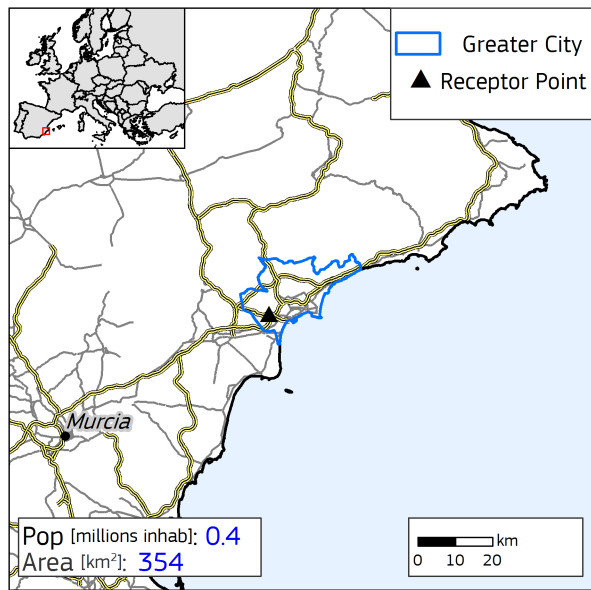 Greater City
Receptor Point
Murcia
Pop [millions inhab]: 0.4
Area [km²]: 354
km
0 10 20